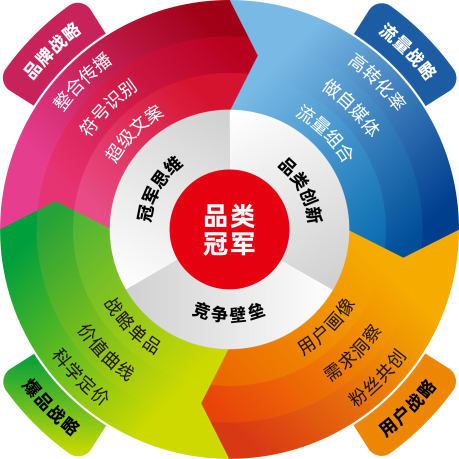 品牌战略
整合传播
符号识别
超级文案
流量战略
高转化率
做自媒体
流量组合
冠军思维
品类创新
品类
冠军
竞争壁垒
战略单品
价值曲线
科学定价
爆品战略
用户画像
需求洞察
粉丝共创
用户战略